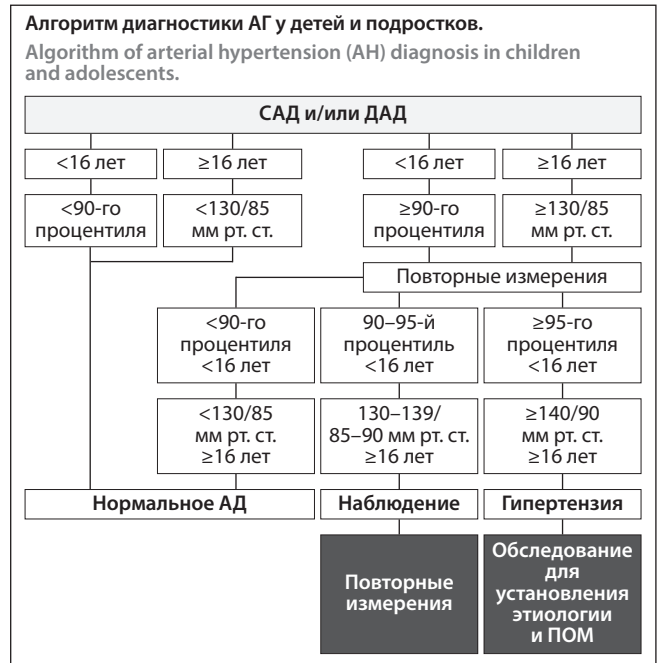 Алгоритм диагностики АГ у детей и подростков.
Algorithm of arterial hypertension (AH) diagnosis in children
and adolescents.
САД и/или ДАД
<16 лет
≥16 лет
<16 лет
≥16 лет
<90-го
процентиля
<130/85
мм рт. ст.
≥90-го
процентиля
≥130/85
мм рт. ст.
Повторные измерения
<90-го
процентиля
<16 лет
90–95-й
процентиль
<16 лет
≥95-го
процентиля
<16 лет
<130/85
мм рт. ст.
≥16 лет
130–139/
85–90 мм рт. ст.
≥16 лет
≥140/90
мм рт. ст.
≥16 лет
Нормальное АД
Наблюдение
Гипертензия
Повторные
измерения
Обследование
для
установления
этиологии
и ПОМ